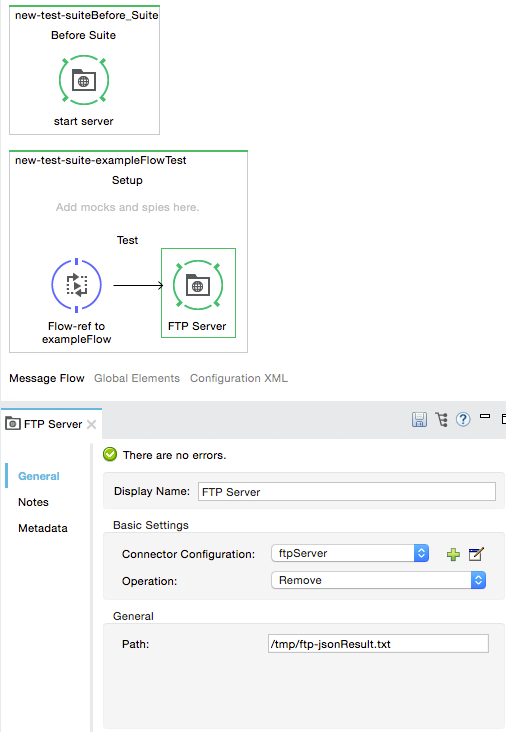 new-test-suiteBefore_Suite
Before Suite
start server
new-test-suite-exampleFlowTest
Setup
Add mocks and spies here.
Test
Flow-ref to
exampleFlow
FTP Server
Message Flow Global Elements Configuration XML
FTP Server
There are no errors.
General
Notes
Metadata
Display Name: FTP Server
Basic Settings
Connector Configuration: ftpServer
Operation: Remove
General
Path: /tmp/ftp-jsonResult.txt